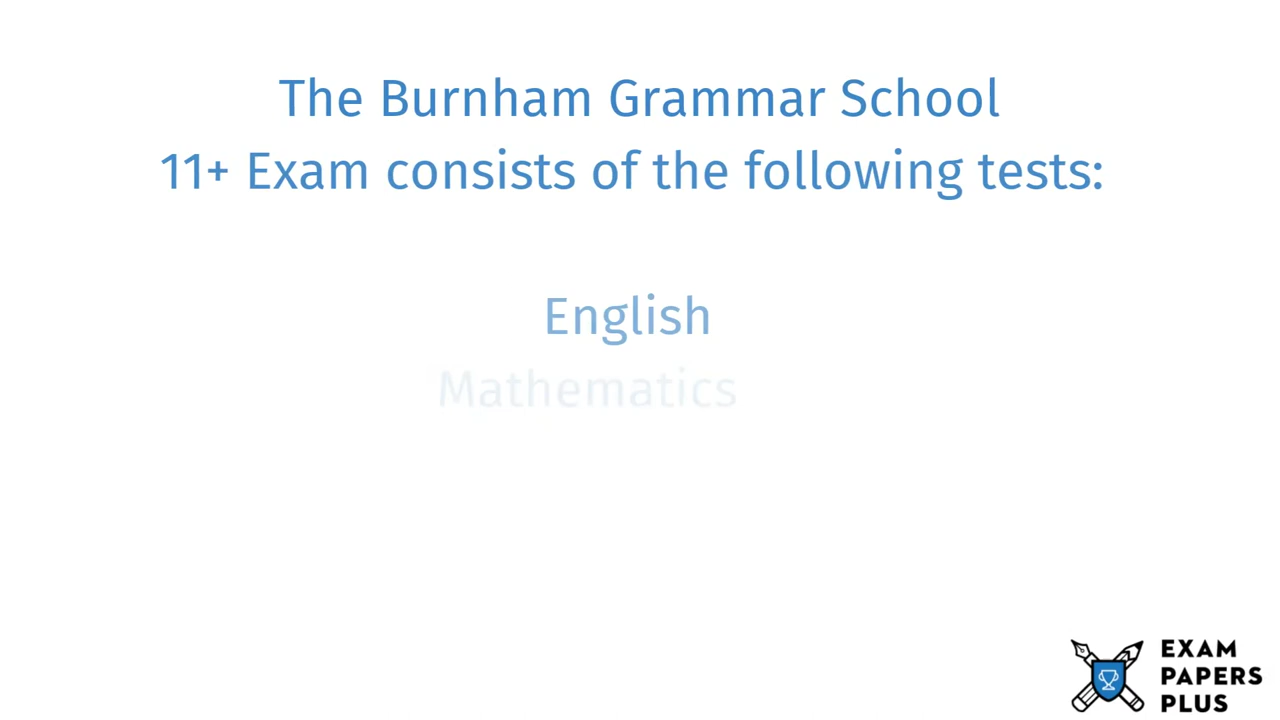 The Burnham Grammar School
11+ Exam consists of the following tests:
English
Mathematics
EXAM
PAPERS
PLUS